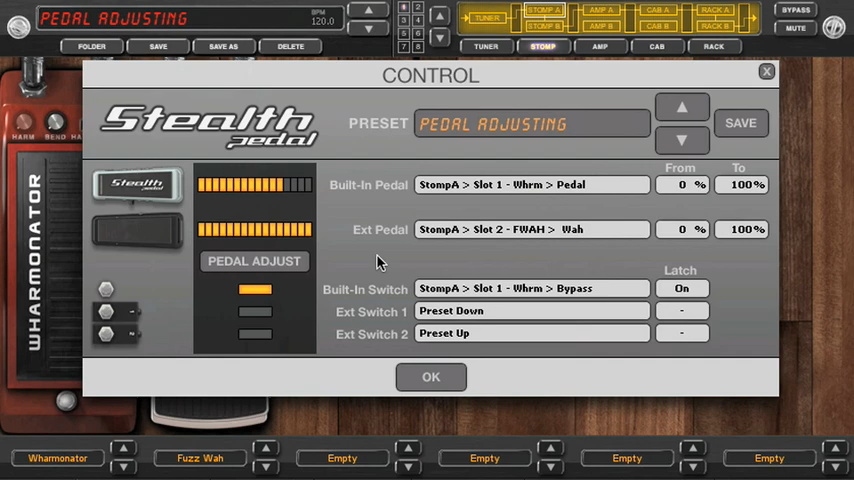 PEDAL ADJUSTING
BPM
120.0
1 2
3 4
5 6
7 8
TUNER
STOMP A
AMP A
CAB A
RACK A
STOMP B
AMP B
CAB B
RACK B
BYPASS
MUTE
FOLDER
SAVE
SAVE AS
DELETE
TUNER
STOMP
AMP
CAB
RACK
CONTROL
X
Stealth
pedal
PRESET
PEDAL ADJUSTING
SAVE
From
To
Stealth
Built-In Pedal
StompA > Slot 1 - Whrm > Pedal
0 %
100%
Ext Pedal
StompA > Slot 2 - FWAH > Wah
0 %
100%
PEDAL ADJUST
Latch
Built-In Switch
StompA > Slot 1 - Whrm > Bypass
On
1
Ext Switch 1
Preset Down
-
2
Ext Switch 2
Preset Up
-
OK
HARM
BEND
WHARMONATOR
Wharmonator
Fuzz Wah
Empty
Empty
Empty
Empty